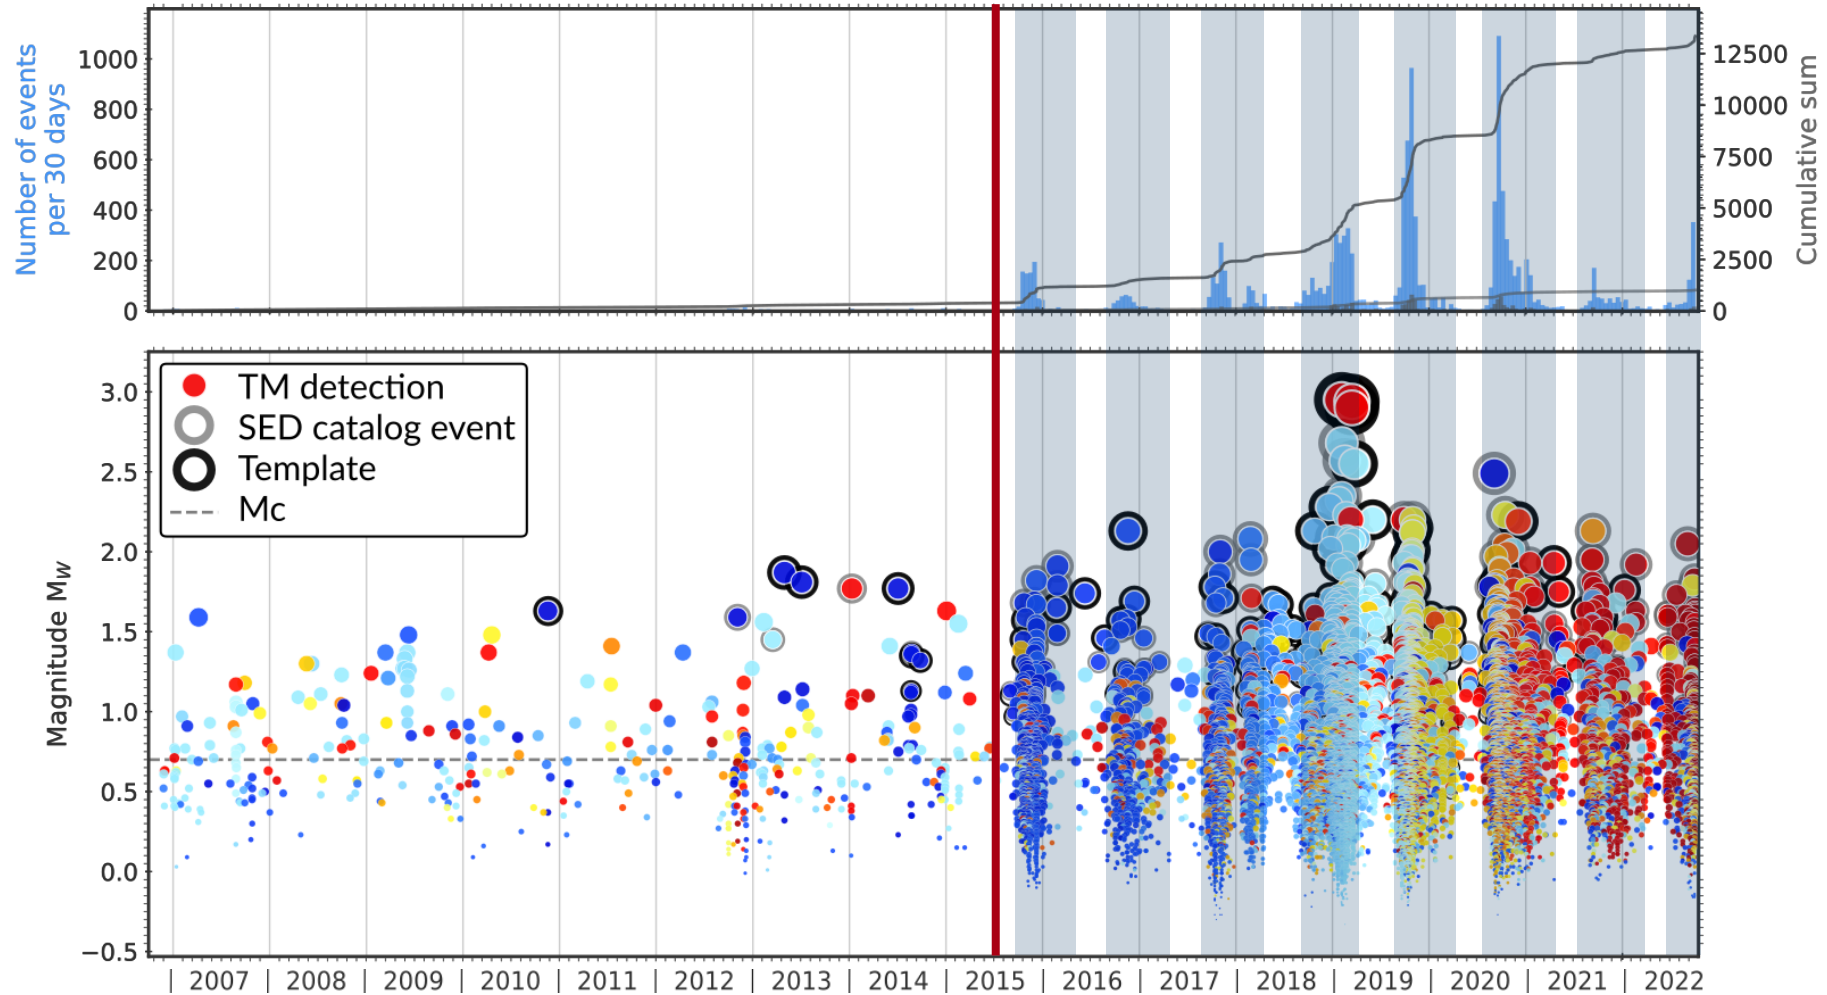 Number of events
per 30 days
1000
800
600
400
200
0
12500
10000
7500
5000
2500
0
Cumulative sum
TM detection
SED catalog event
Template
Mc
Magnitude MW
3.0
2.5
2.0
1.5
1.0
0.5
0.0
−0.5
2007 2008 2009 2010 2011 2012 2013 2014 2015 2016 2017 2018 2019 2020 2021 2022